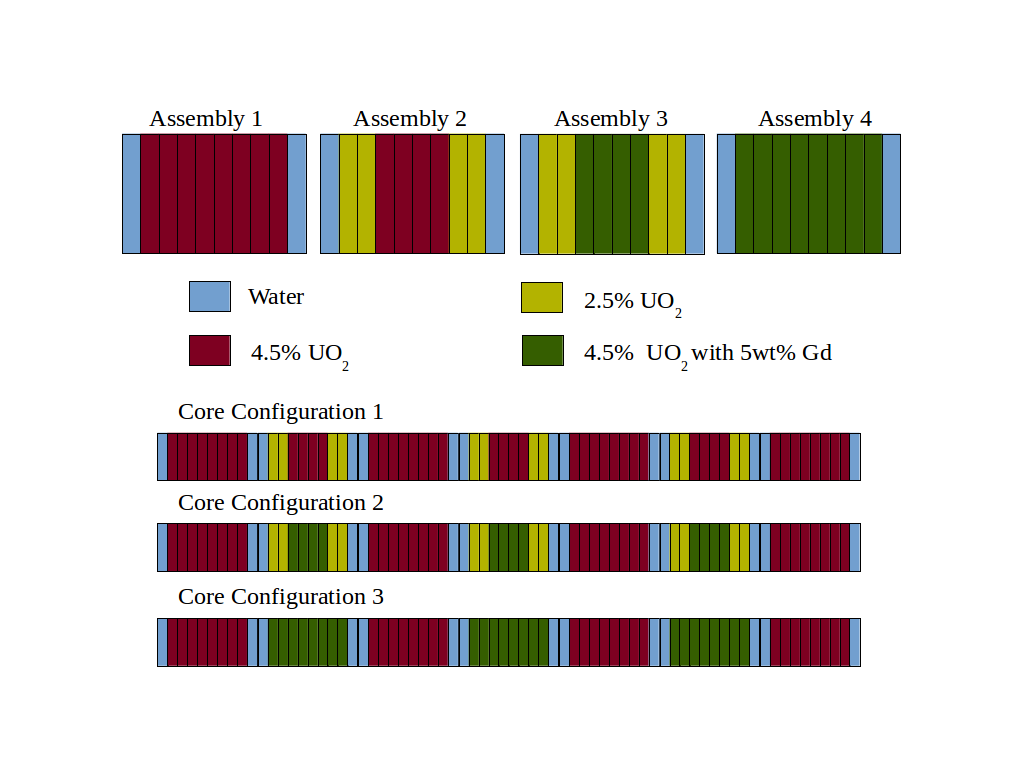 Assembly 1 Assembly 2 Assembly 3 Assembly 4
Water 2.5% UO2
4.5% UO2 4.5% UO2 with 5wt% Gd
Core Configuration 1
Core Configuration 2
Core Configuration 3